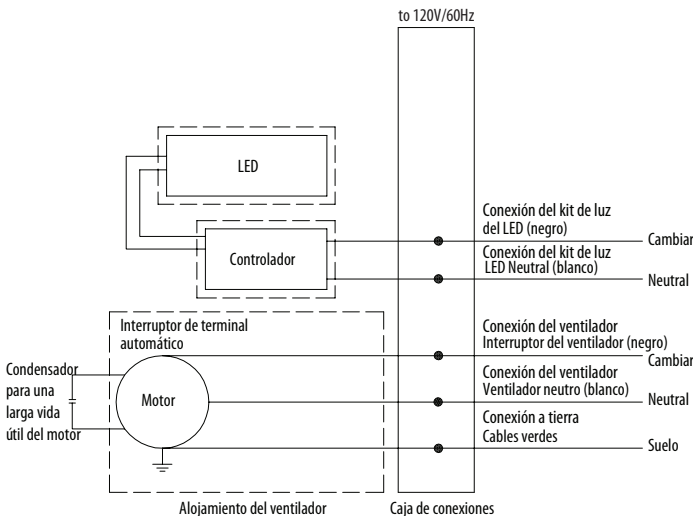 to 120V/60Hz
LED
Controlador
Conexión del kit de luz
del LED (negro)
Cambiar
Conexión del kit de luz
LED Neutral (blanco)
Neutral
Interruptor de terminal
automático
Conexión del ventilador
Interruptor del ventilador (negro)
Cambiar
Condensador
para una
larga vida
útil del motor
Motor
Conexión del ventilador
Ventilador neutro (blanco)
Neutral
Conexión a tierra
Cables verdes
Suelo
Alojamiento del ventilador
Caja de conexiones